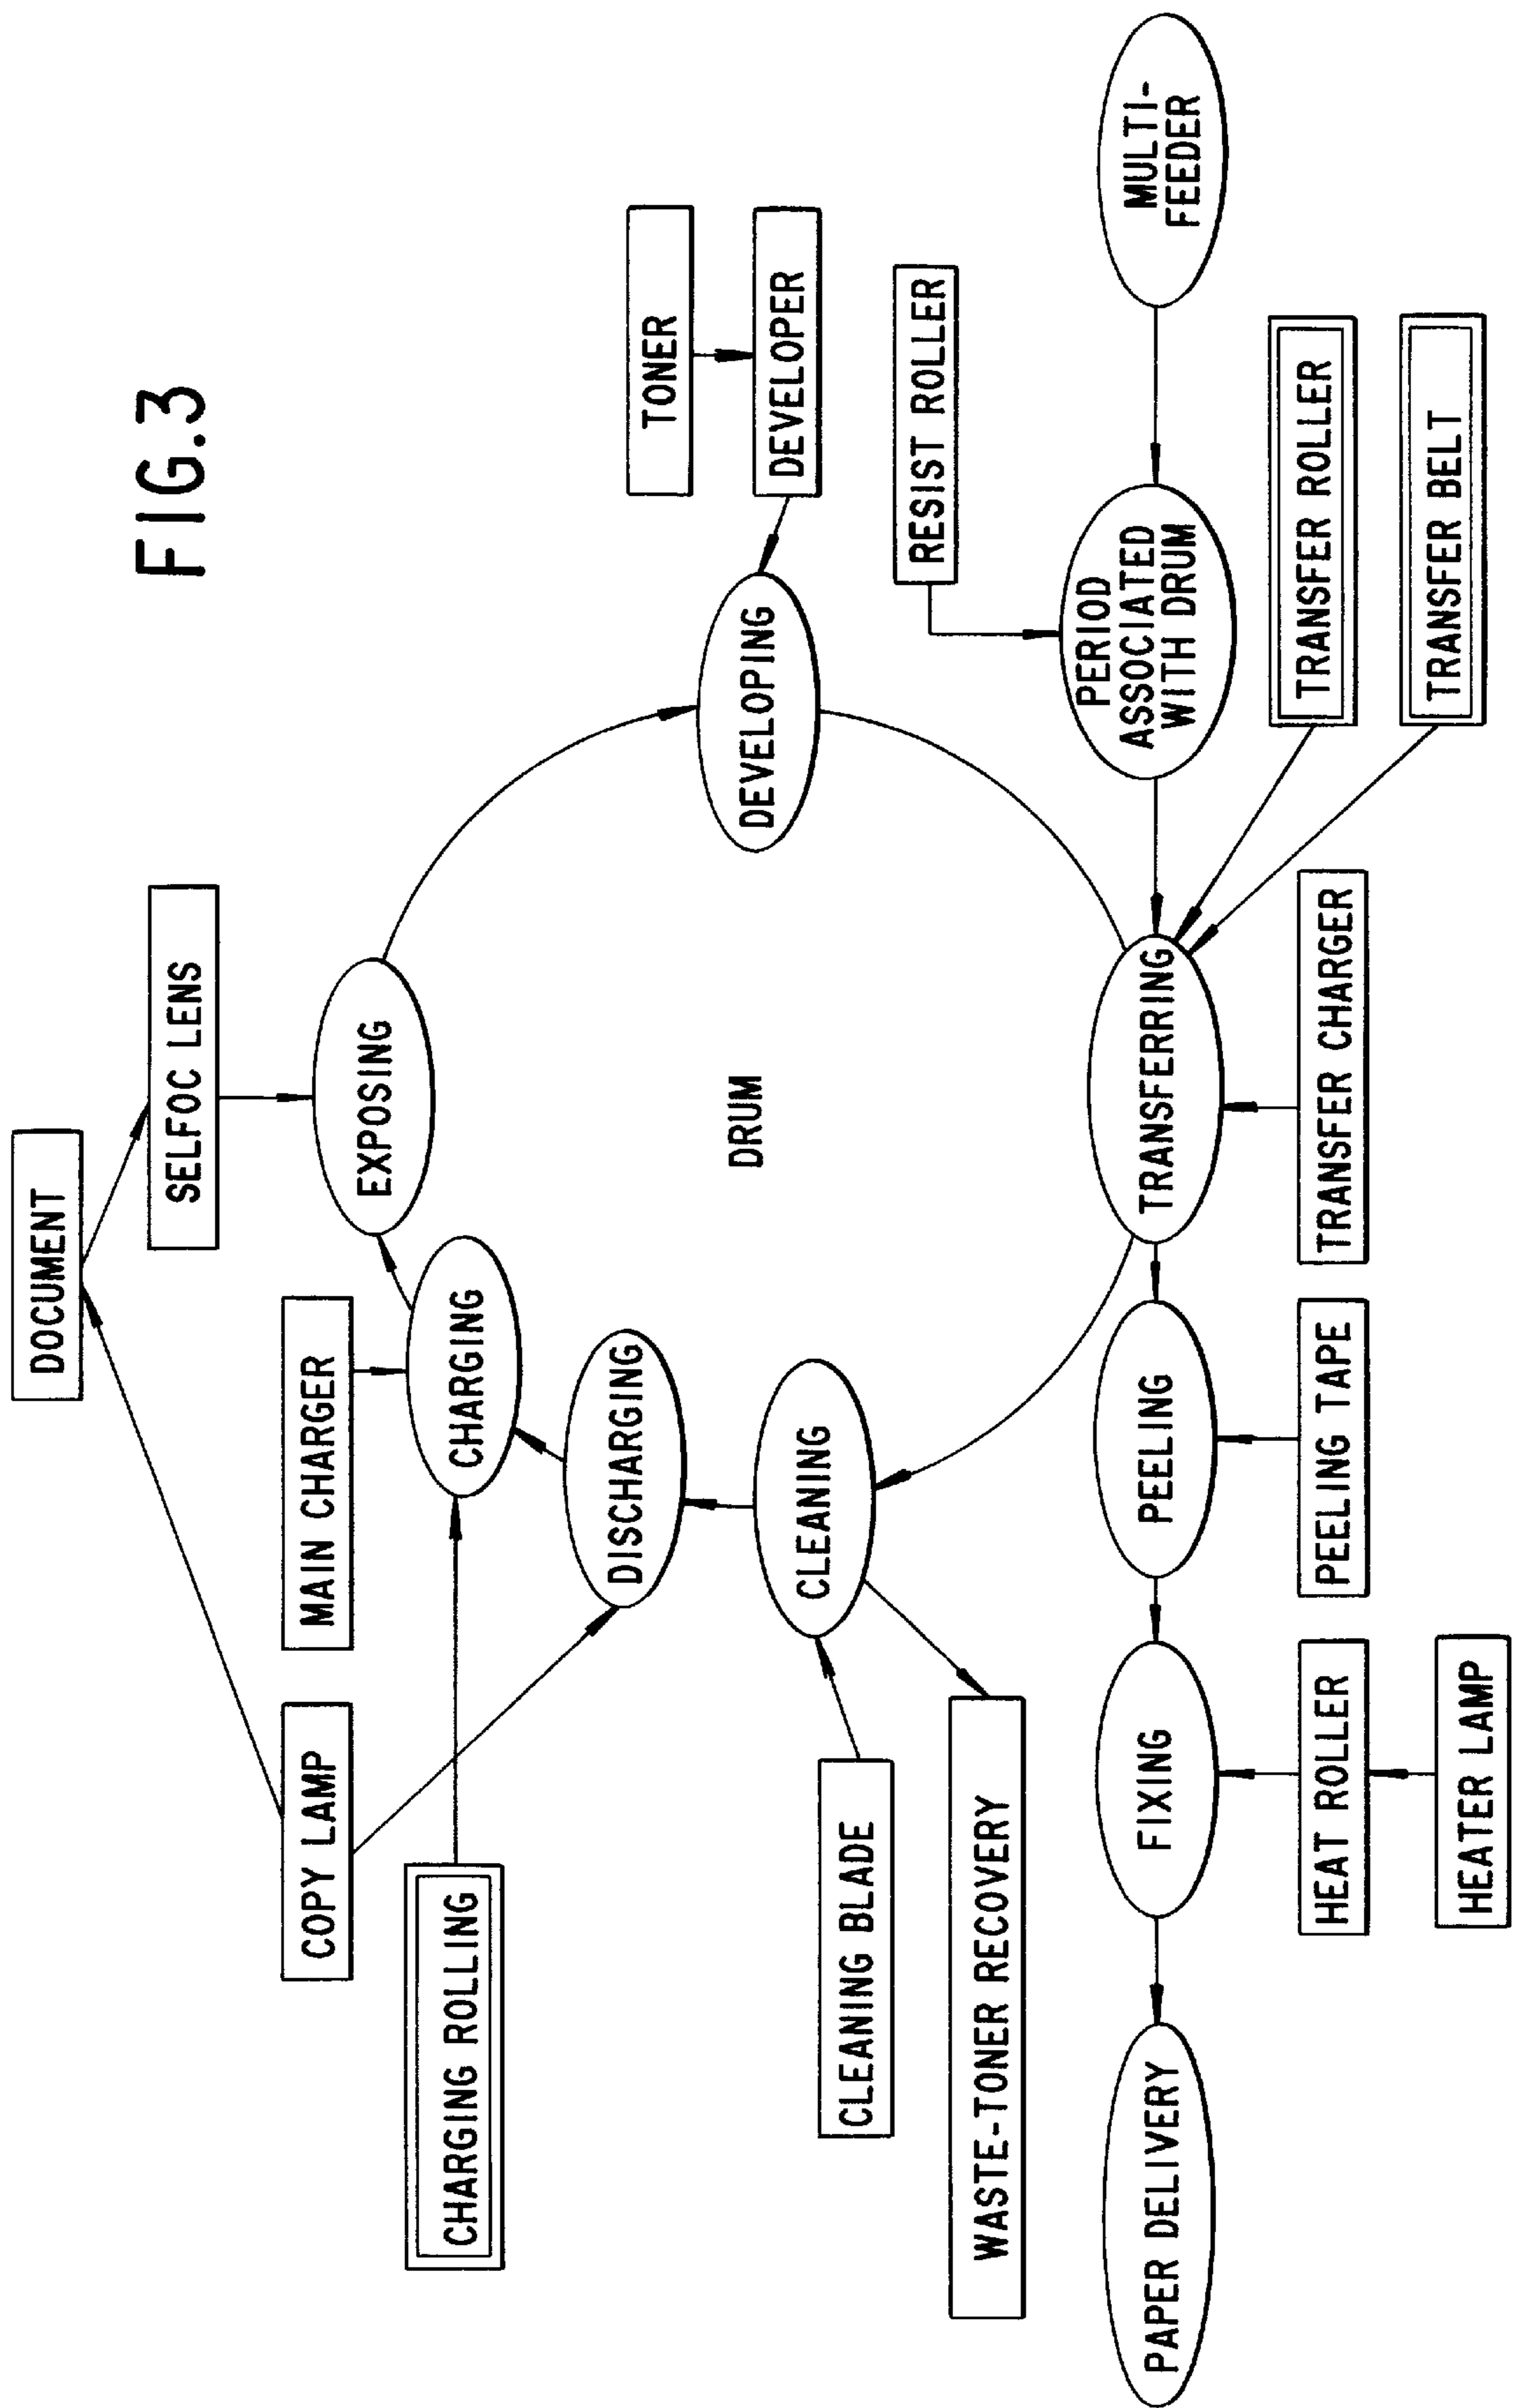 FIG.3
DOCUMENT
SELFOC LENS
COPY LAMP
MAIN CHARGER
EXPOSING
CHARGING ROLLING
CHARGING
DISCHARGING
TONER
DRUM
DEVELOPING
DEVELOPER
CLEANING BLADE
CLEANING
RESIST ROLLER
WASTE-TONER RECOVERY
PAPER DELIVERY
FIXING
PEELING
TRANSFERRING
PERIOD
ASSOCIATED
WITH DRUM
MULTI-
FEEDER
HEAT ROLLER
PEELING TAPE
TRANSFER CHARGER
TRANSFER ROLLER
HEATER LAMP
TRANSFER BELT